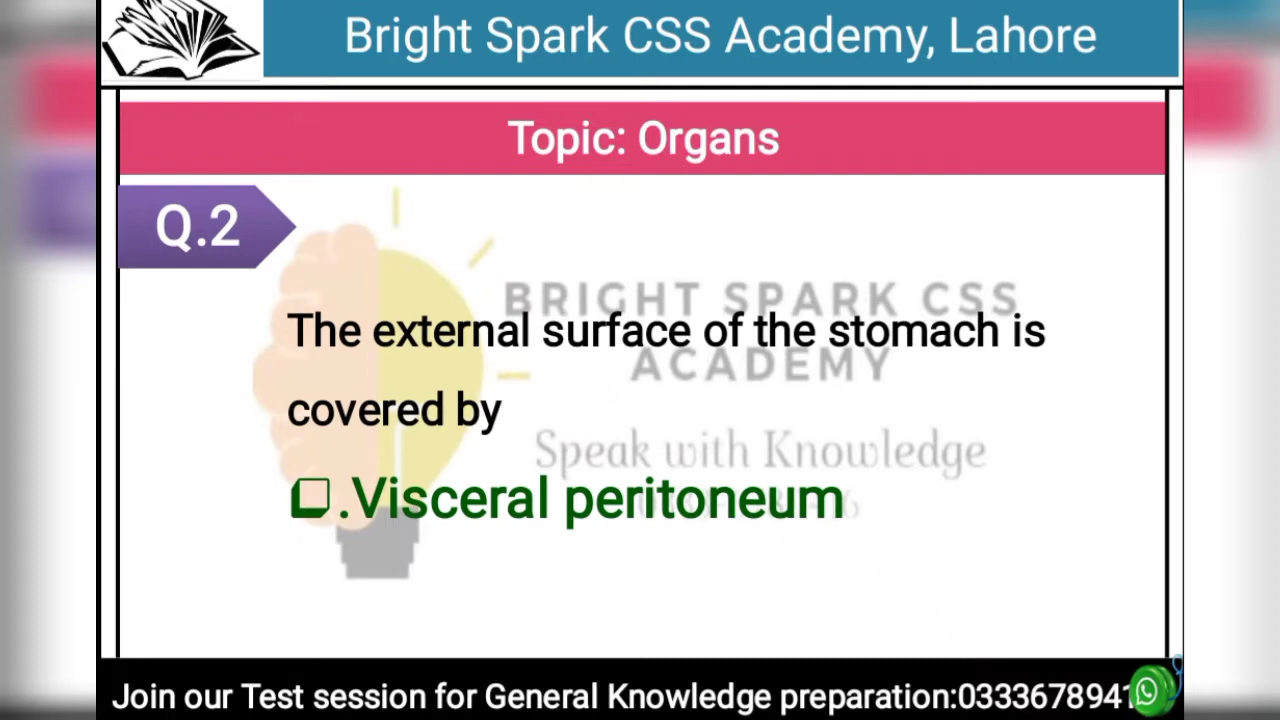 Bright Spark CSS Academy, Lahore
Topic: Organs
Q.2
BRIGHT SPARK CSS
The external surface of the stomach is
ACADEMY
covered by
Speak with Knowledge
.Visceral peritoneum
Join our Test session for General Knowledge preparation:0333678941